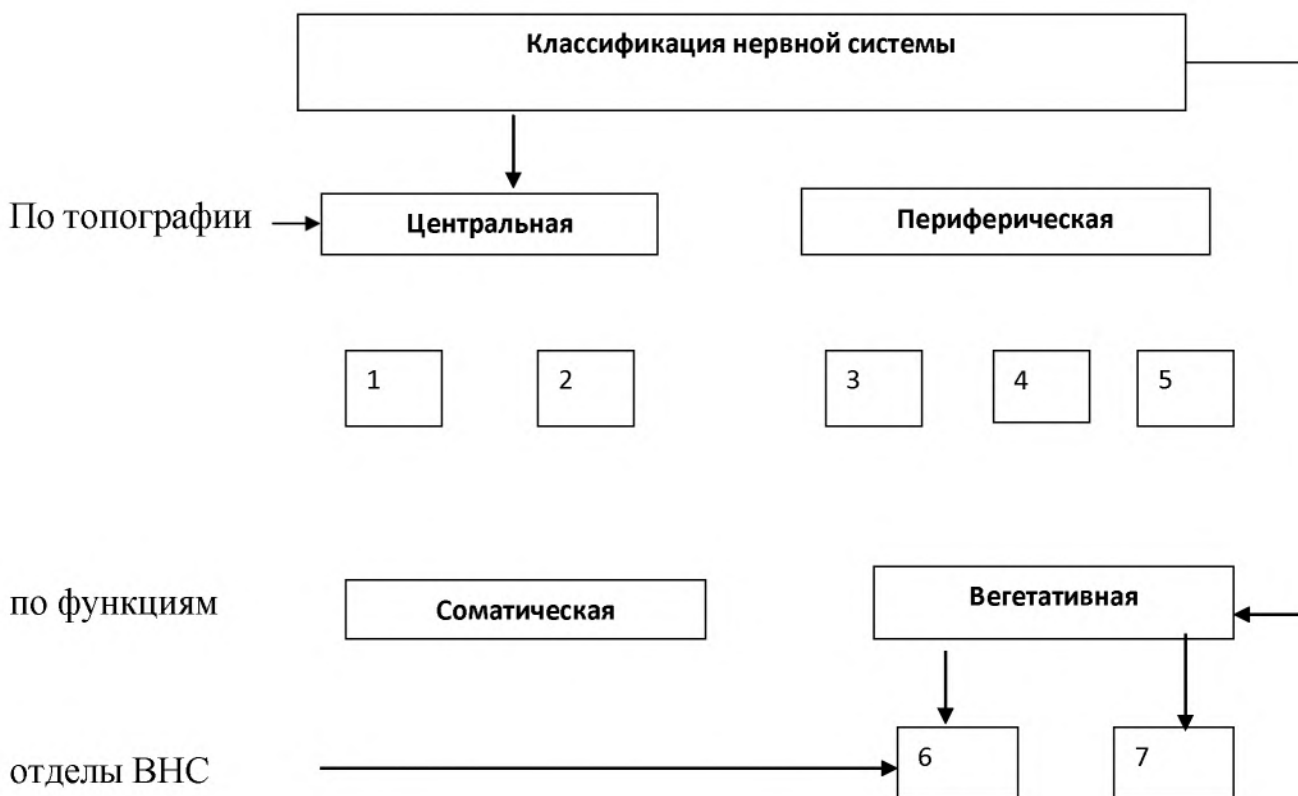 Классификация нервной системы
По топографии
Центральная
Периферическая
1
2
3
4
5
по функциям
Соматическая
Вегетативная
отделы ВНС
6
7